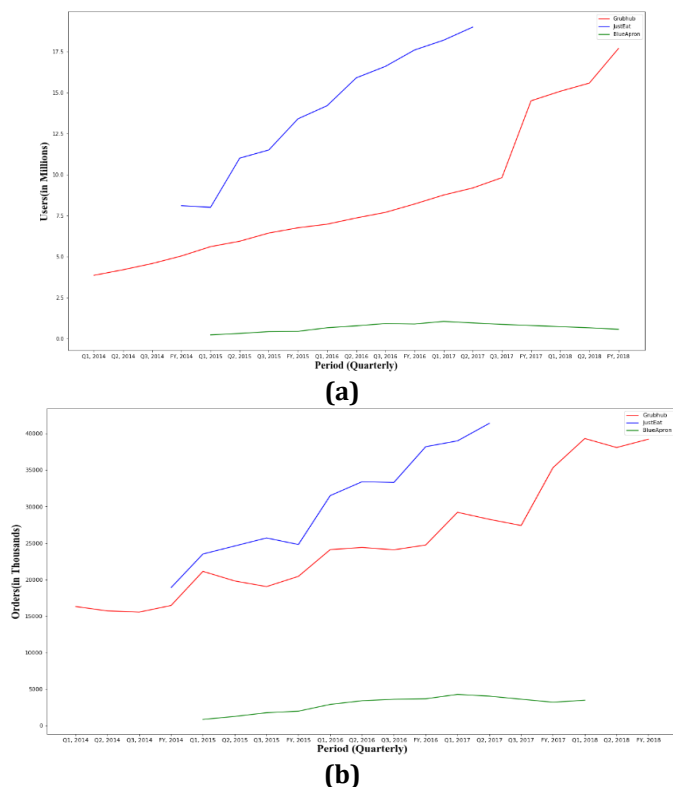 Grubhub
JustEat
BlueApron
Users(in Millions)
17.5
15.0
12.5
10.0
7.5
5.0
2.5
0.0
Q1, 2014 Q2, 2014 Q3, 2014 FY, 2014 Q1, 2015 Q2, 2015 Q3, 2015 FY, 2015 Q1, 2016 Q2, 2016 Q3, 2016 FY, 2016 Q1, 2017 Q2, 2017 Q3, 2017 FY, 2017 Q1, 2018 Q2, 2018 FY, 2018
Period (Quarterly)
(a)
Grubhub
JustEat
BlueApron
Orders(in Thousands)
40000
35000
30000
25000
20000
15000
10000
5000
0
Q1, 2014 Q2, 2014 Q3, 2014 FY, 2014 Q1, 2015 Q2, 2015 Q3, 2015 FY, 2015 Q1, 2016 Q2, 2016 Q3, 2016 FY, 2016 Q1, 2017 Q2, 2017 Q3, 2017 FY, 2017 Q1, 2018 Q2, 2018 FY, 2018
Period (Quarterly)
(b)